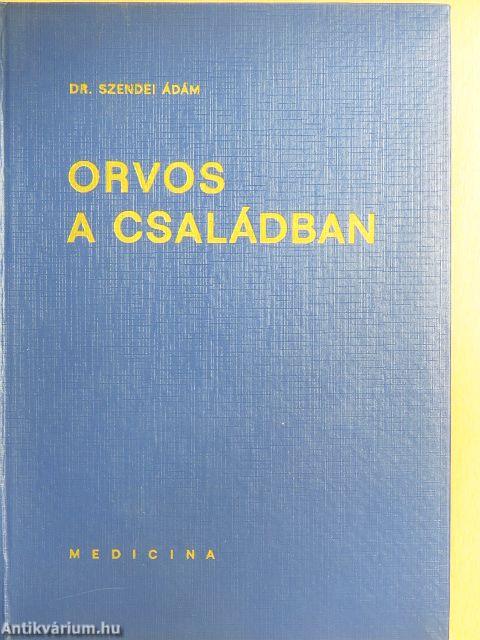 DR. SZENDEI ÁDÁM
ORVOS
A CSALÁDBAN
MEDICINA
Antikvárium.hu